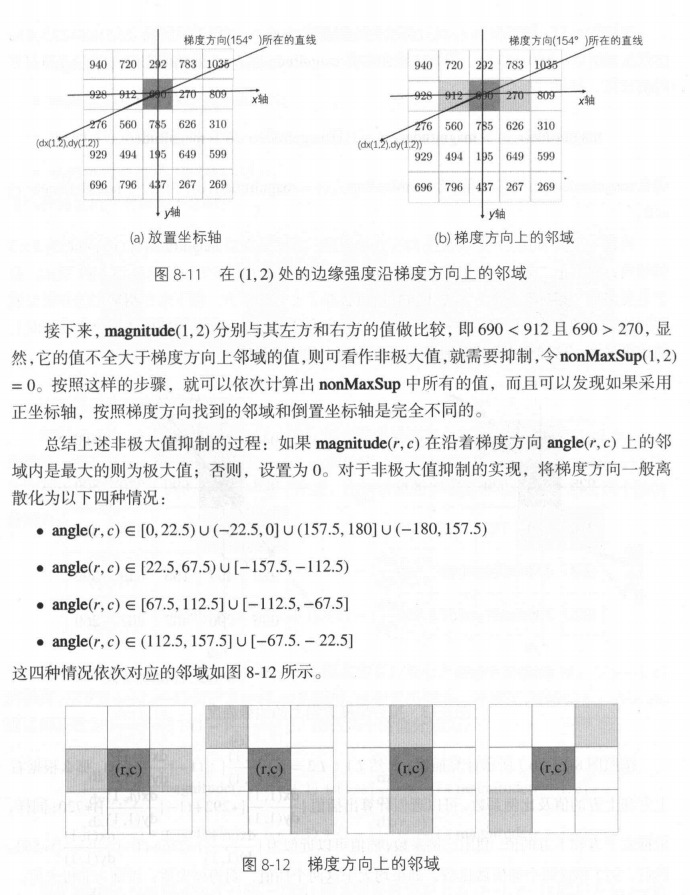 梯度方向(154° )所在的直线
梯度方向(154° )所在的直线
940 720 292 783 1035
940 720 292 783 1035
928 912 690 270 809
x轴
928 912 690 270 809
x轴
276 560 785 626 310
276 560 785 626 310
(dx(1,2),dy(1,2))
(dx(1,2),dy(1,2))
929 494 195 649 599
929 494 195 649 599
696 796 437 267 269
696 796 437 267 269
y轴
y轴
(a) 放置坐标轴
(b) 梯度方向上的邻域
图 8-11 在 (1, 2) 处的边缘强度沿梯度方向上的邻域
接下来，magnitude(1, 2) 分别与其左方和右方的值做比较，即 690 < 912 且 690 > 270，显
然，它的值不全大于梯度方向上邻域的值，则可看作非极大值，就需要抑制，令 nonMaxSup(1, 2)
= 0。按照这样的步骤，就可以依次计算出 nonMaxSup 中所有的值，而且可以发现如果采用
正坐标轴，按照梯度方向找到的邻域和倒置坐标轴是完全不同的。
总结上述非极大值抑制的过程：如果 magnitude(r, c) 在沿着梯度方向 angle(r, c) 上的邻
域内是最大的则为极大值；否则，设置为 0。对于非极大值抑制的实现，将梯度方向一般离
散化为以下四种情况：
• angle(r, c) ∈ [0, 22.5) ∪ (−22.5, 0] ∪ (157.5, 180] ∪ (−180, 157.5)
• angle(r, c) ∈ [22.5, 67.5) ∪ [−157.5, −112.5)
• angle(r, c) ∈ [67.5, 112.5] ∪ [−112.5, −67.5]
• angle(r, c) ∈ (112.5, 157.5] ∪ [−67.5. − 22.5]
这四种情况依次对应的邻域如图 8-12 所示。
(r,c) (r,c) (r,c) (r,c)
图 8-12 梯度方向上的邻域